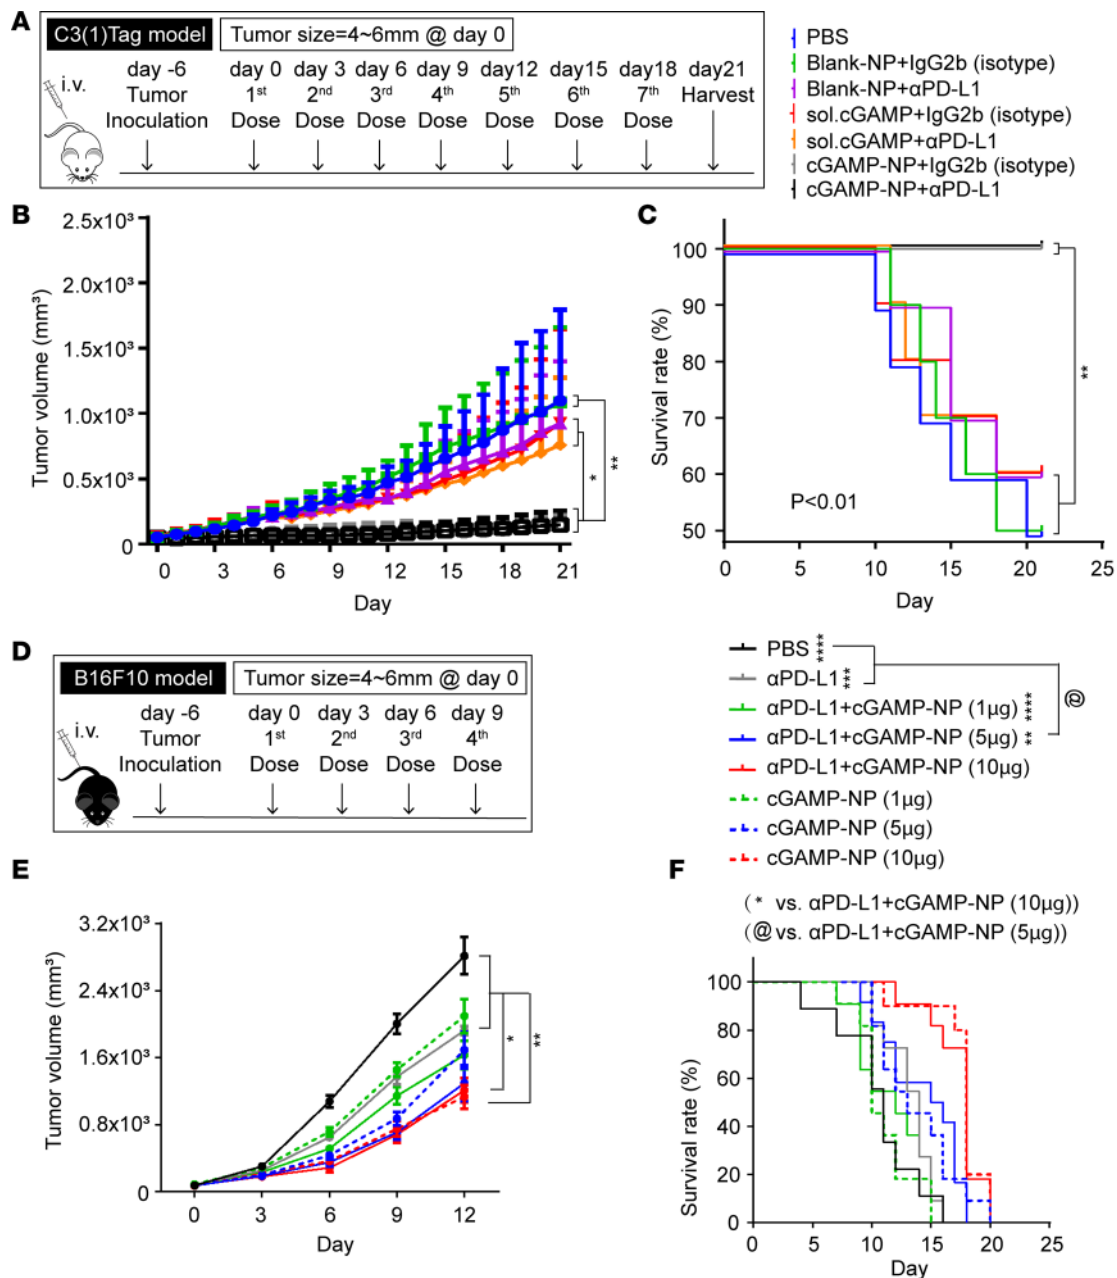 A
C3(1)Tag model
Tumor size=4~6mm @ day 0
i.v.
day -6 day 0 day 3 day 6 day 9 day12 day15 day18 day21
Tumor 1st 2nd 3rd 4th 5th 6th 7th Harvest
Inoculation Dose Dose Dose Dose Dose Dose Dose
PBS
Blank-NP+IgG2b (isotype)
Blank-NP+αPD-L1
sol.cGAMP+IgG2b (isotype)
sol.cGAMP+αPD-L1
cGAMP-NP+IgG2b (isotype)
cGAMP-NP+αPD-L1
B
Tumor volume (mm³)
2.5x10³
2.0x10³
1.5x10³
1.0x10³
0.5x10³
0
0 3 6 9 12 15 18 21
Day
*
**
C
Survival rate (%)
100
90
80
70
60
50
P<0.01
**
0 5 10 15 20 25
Day
D
B16F10 model
Tumor size=4~6mm @ day 0
i.v.
day -6 day 0 day 3 day 6 day 9
Tumor 1st 2nd 3rd 4th
Inoculation Dose Dose Dose Dose
PBS ****
αPD-L1 ***
αPD-L1+cGAMP-NP (1µg) ****
αPD-L1+cGAMP-NP (5µg) **
@
αPD-L1+cGAMP-NP (10µg)
cGAMP-NP (1µg)
cGAMP-NP (5µg)
cGAMP-NP (10µg)
E
Tumor volume (mm³)
3.2x10³
2.4x10³
1.6x10³
0.8x10³
0
0 3 6 9 12
Day
*
**
F
(* vs. αPD-L1+cGAMP-NP (10µg))
(@ vs. αPD-L1+cGAMP-NP (5µg))
Survival rate (%)
100
80
60
40
20
0
0 5 10 15 20 25
Day